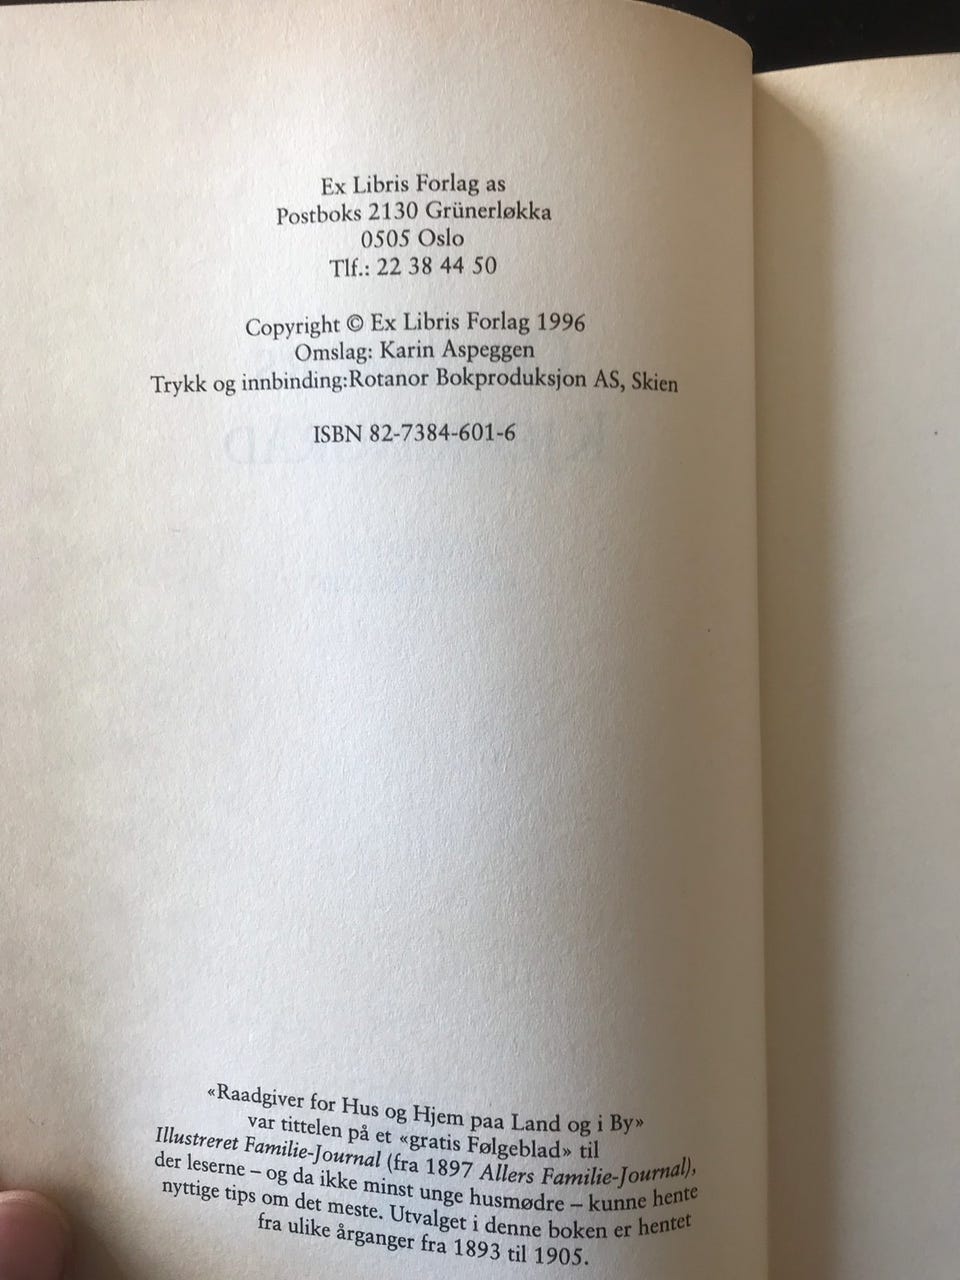 Ex Libris Forlag as
Postboks 2130 Grünerløkka
0505 Oslo
Tlf.: 22 38 44 50
Copyright © Ex Libris Forlag 1996
Omslag: Karin Aspeggen
Trykk og innbinding:Rotanor Bokproduksjon AS, Skien
ISBN 82-7384-601-6
«Raadgiver for Hus og Hjem paa Land og i By»
var tittelen på et «gratis Følgeblad» til
Illustreret Familie-Journal (fra 1897 Allers Familie-Journal),
der leserne – og da ikke minst unge husmødre – kunne hente
nyttige tips om det meste. Utvalget i denne boken er hentet
fra ulike årganger fra 1893 til 1905.